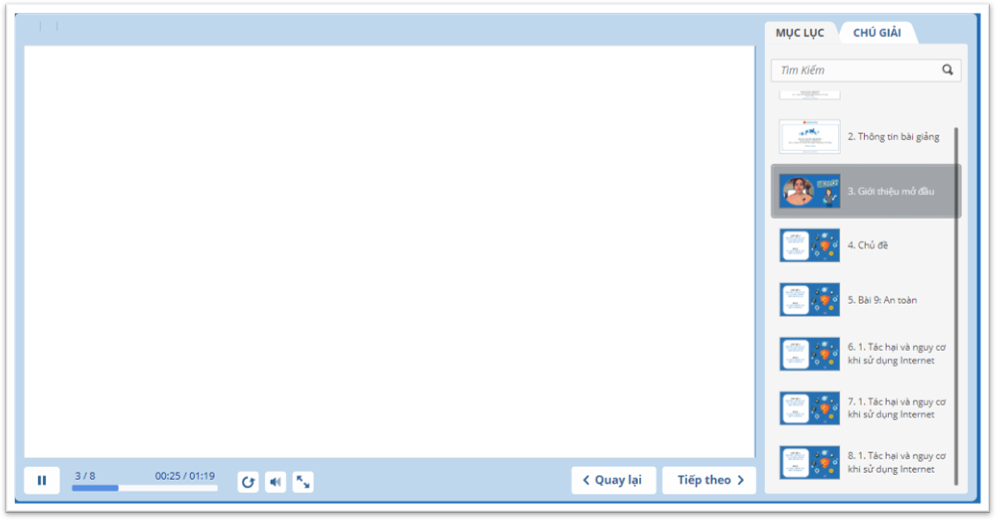 MỤC LỤC
CHÚ GIẢI
Tìm Kiếm
2. Thông tin bài giảng
3. Giới thiệu mở đầu
4. Chủ đề
5. Bài 9: An toàn
6. 1. Tác hại và nguy cơ
khi sử dụng Internet
7. 1. Tác hại và nguy cơ
khi sử dụng Internet
8. 1. Tác hại và nguy cơ
khi sử dụng Internet
3 / 8
00:25 / 01:19
Quay lại
Tiếp theo